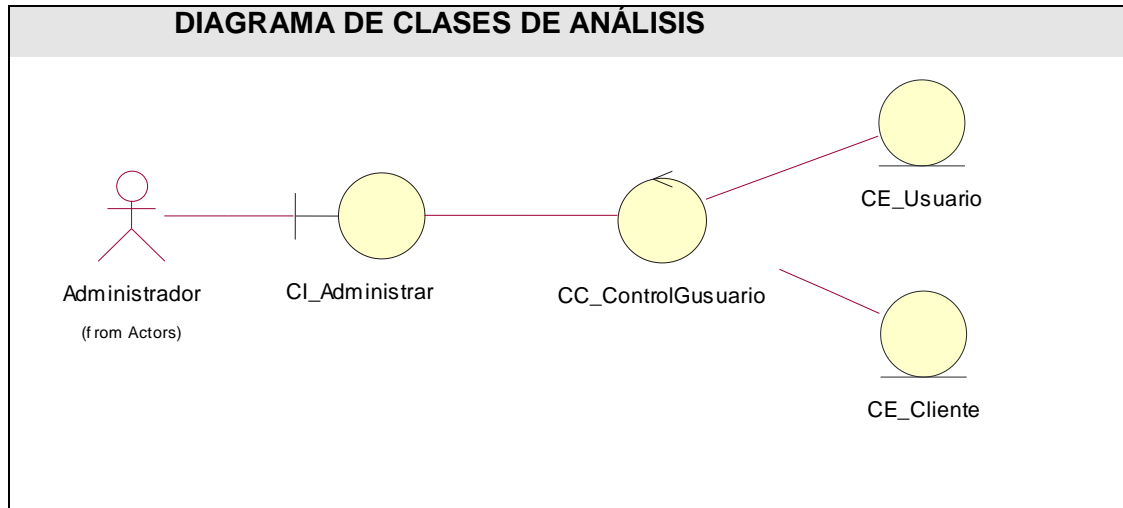 DIAGRAMA DE CLASES DE ANÁLISIS
CE_Usuario
Administrador
CI_Administrar
CC_ControlGusuario
(from Actors)
CE_Cliente